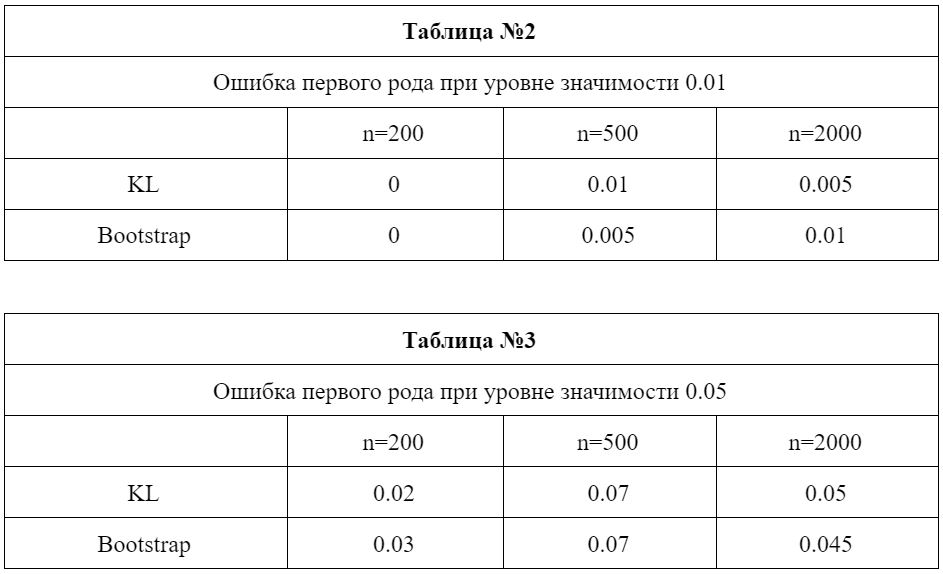 Таблица №2
Ошибка первого рода при уровне значимости 0.01
n=200 n=500 n=2000
KL 0 0.01 0.005
Bootstrap 0 0.005 0.01
Таблица №3
Ошибка первого рода при уровне значимости 0.05
n=200 n=500 n=2000
KL 0.02 0.07 0.05
Bootstrap 0.03 0.07 0.045